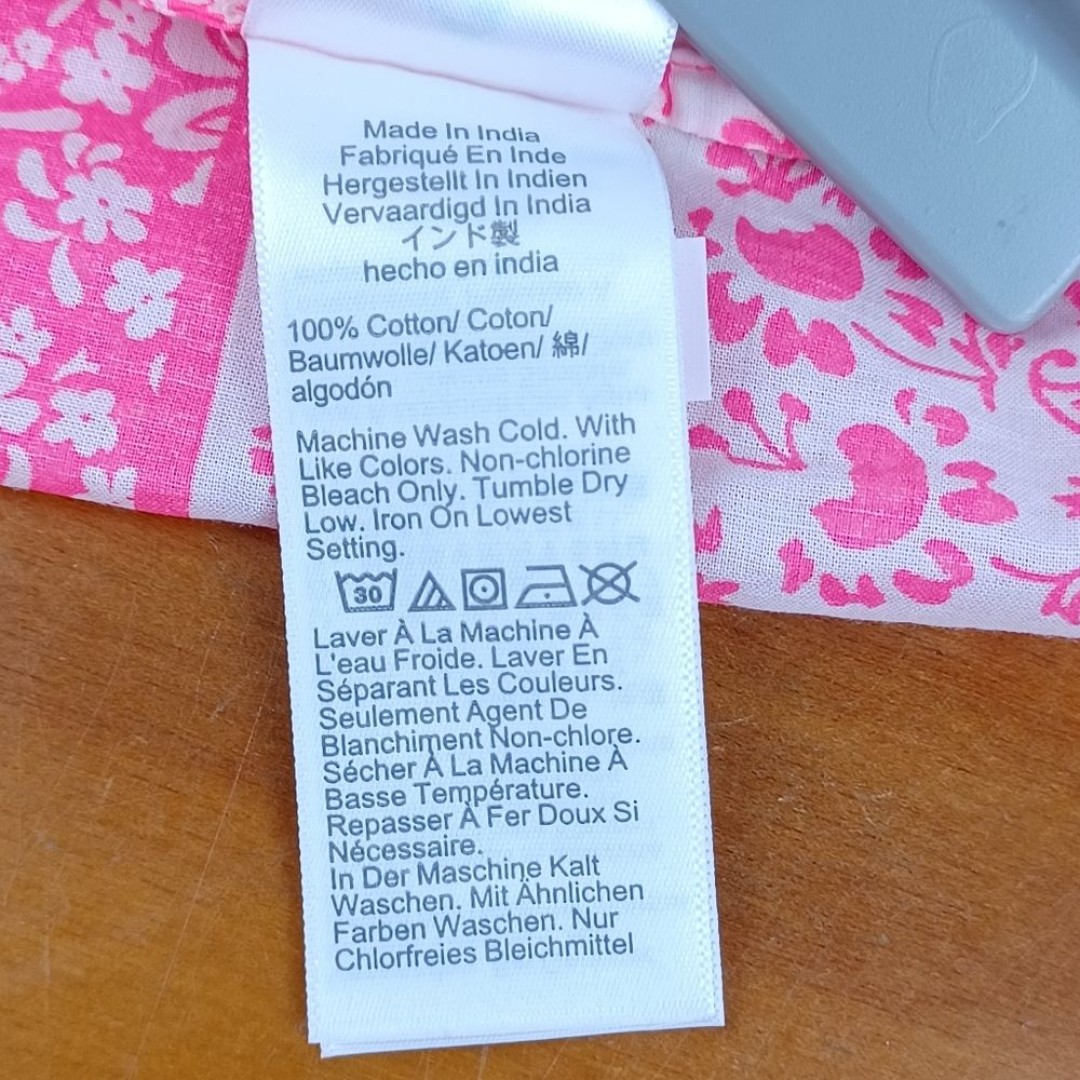 Made In India
Fabriqué En Inde
Hergestellt In Indien
Vervaardigd In India
インド製
hecho en india
100% Cotton/ Coton/
Baumwolle/ Katoen/ 綿/
algodón
Machine Wash Cold. With
Like Colors. Non-chlorine
Bleach Only. Tumble Dry
Low. Iron On Lowest
Setting.
30
Laver À La Machine À
L'eau Froide. Laver En
Séparant Les Couleurs.
Seulement Agent De
Blanchiment Non-chlore.
Sécher À La Machine À
Basse Température.
Repasser À Fer Doux Si
Nécessaire.
In Der Maschine Kalt
Waschen. Mit Ähnlichen
Farben Waschen. Nur
Chlorfreies Bleichmittel